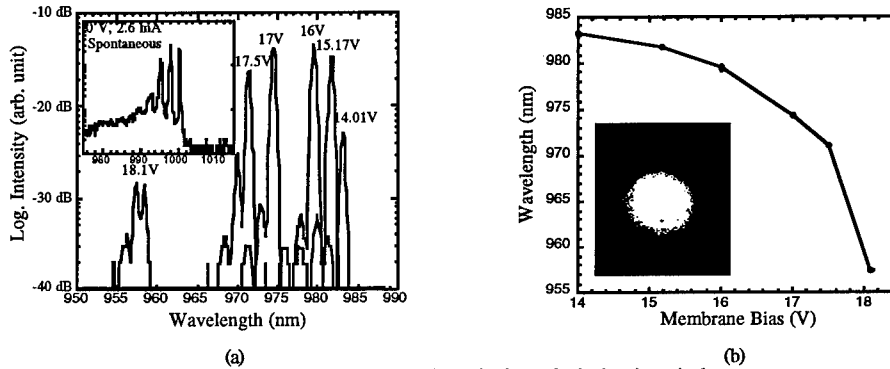 -10 dB
-20 dB
-30 dB
-40 dB
Log. Intensity (arb. unit)
0 V, 2.6 mA
Spontaneous
960
980
1000
1010
17V
16V
17.5V
15.17V
14.01V
18.1V
950
955
960
965
970
975
980
985
990
Wavelength (nm)
(a)
985
980
975
970
965
960
955
Wavelength (nm)
14
15
16
17
18
Membrane Bias (V)
(b)